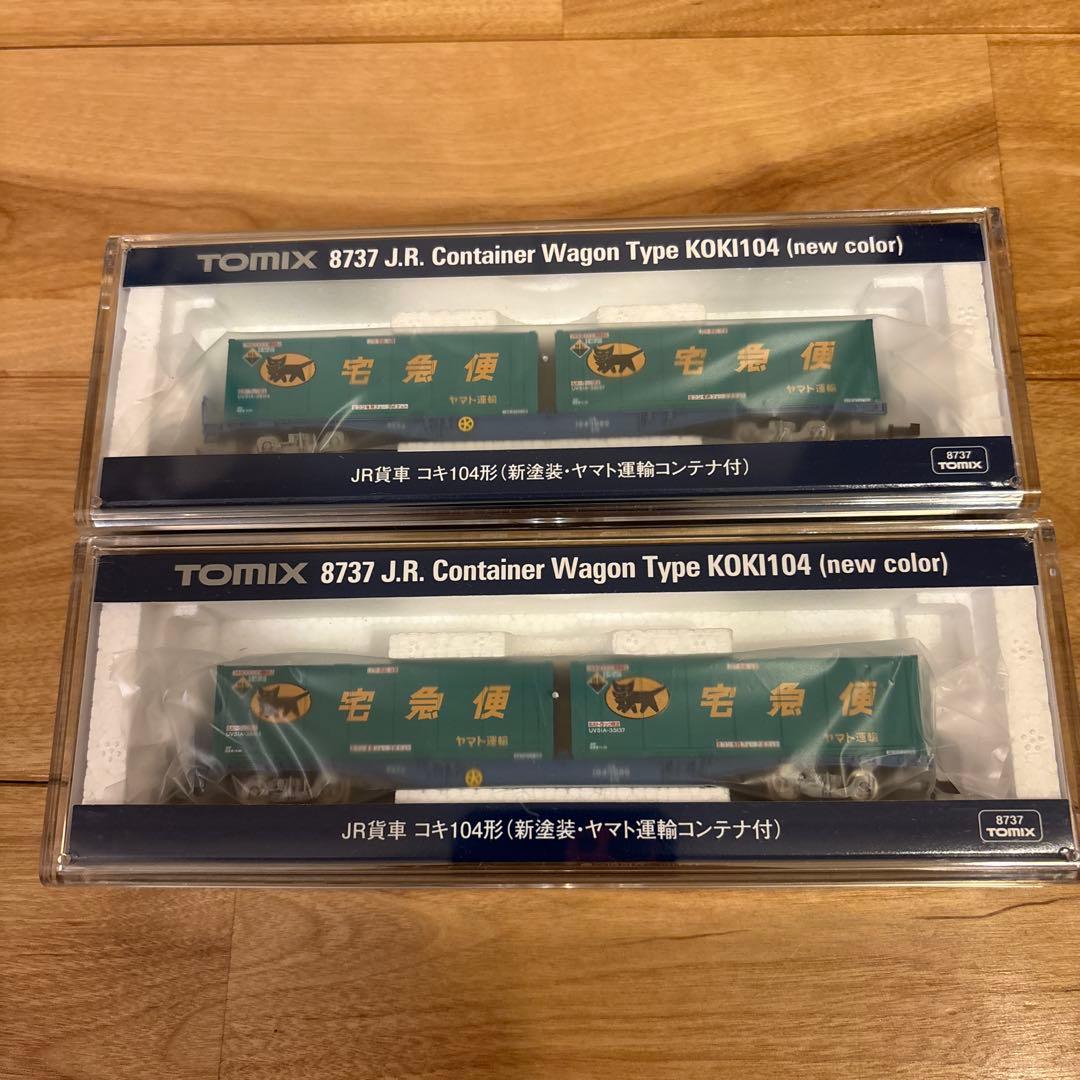 TOMIX 8737 J.R. Container Wagon Type KOKI104 (new color)
宅急便 宅急便
ヤマト運輸 ヤマト運輸
JR貨車 コキ104形(新塗装・ヤマト運輸コンテナ付)
8737
TOMIX
TOMIX 8737 J.R. Container Wagon Type KOKI104 (new color)
宅急便 宅急便
UV51A-35137
ヤマト運輸 ヤマト運輸
JR貨車 コキ104形(新塗装・ヤマト運輸コンテナ付)
8737
TOMIX